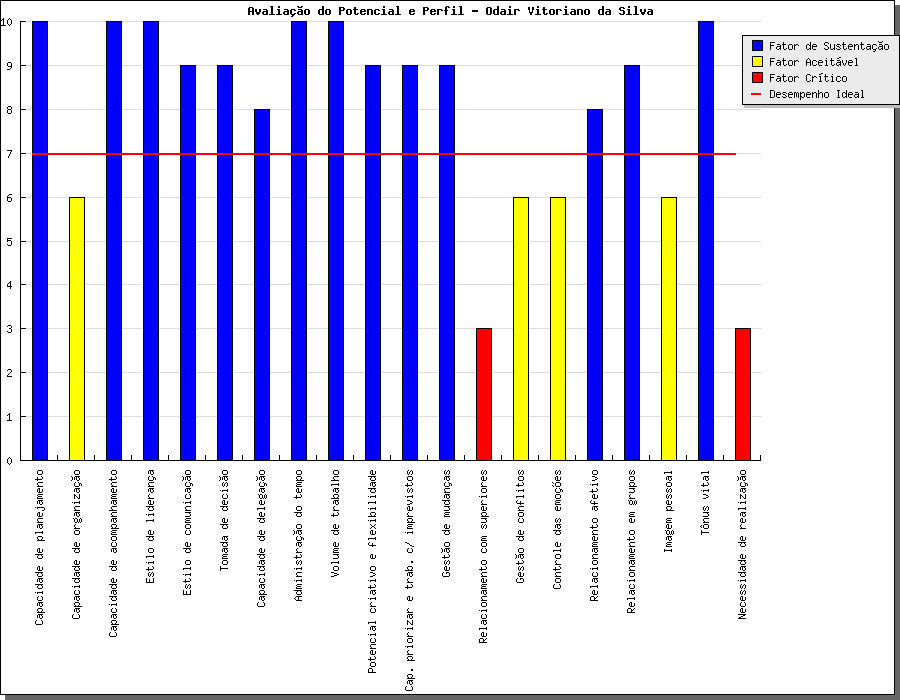 Avaliação do Potencial e Perfil - Odair Vitoriano da Silva
10
9
8
7
6
5
4
3
2
1
0
Fator de Sustentação
Fator Aceitável
Fator Crítico
Desempenho Ideal
Capacidade de planejamento
Capacidade de organização
Capacidade de acompanhamento
Estilo de liderança
Estilo de comunicação
Tomada de decisão
Capacidade de delegação
Administração do tempo
Volume de trabalho
Potencial criativo e flexibilidade
Cap. priorizar e trab. c/ imprevistos
Gestão de mudanças
Relacionamento com superiores
Gestão de conflitos
Controle das emoções
Relacionamento afetivo
Relacionamento em grupos
Imagem pessoal
Tônus vital
Necessidade de realização